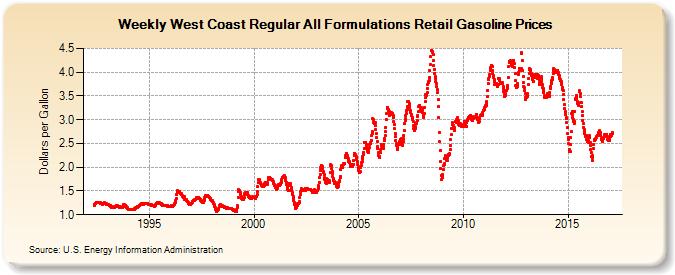 Weekly West Coast Regular All Formulations Retail Gasoline Prices
Dollars per Gallon
4.5
4.0
3.5
3.0
2.5
2.0
1.5
1.0
1995 2000 2005 2010 2015
Source: U.S. Energy Information Administration